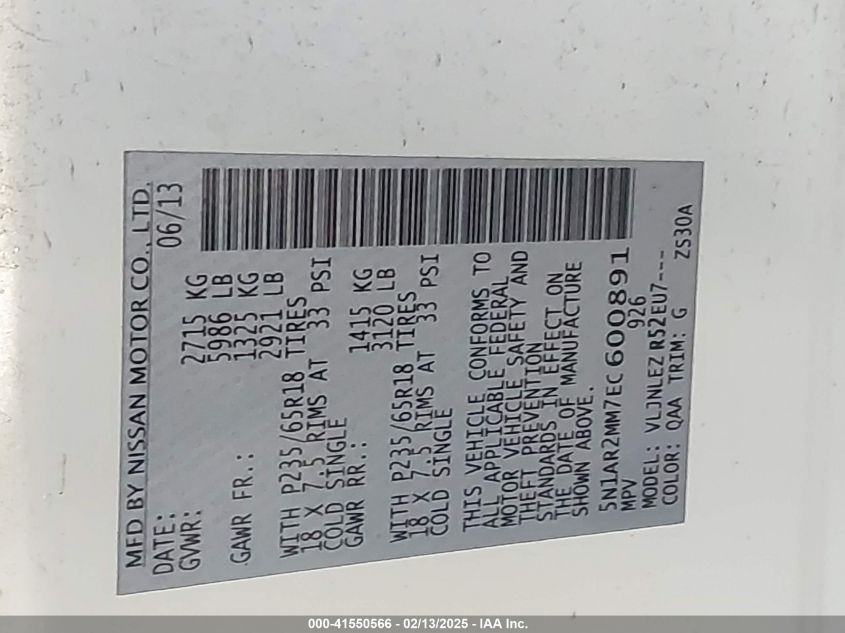 MFD BY NISSAN MOTOR CO., LTD.
DATE: 06/13
GVWR: 2715 KG
5986 LB
GAWR FR.: 1325 KG
2921 LB
WITH P235/65R18 TIRES
18 X 7.5 RIMS AT 33 PSI
COLD SINGLE
GAWR RR.: 1415 KG
3120 LB
WITH P235/65R18 TIRES
18 X 7.5 RIMS AT 33 PSI
COLD SINGLE
THIS VEHICLE CONFORMS TO
ALL APPLICABLE FEDERAL
MOTOR VEHICLE SAFETY AND
THEFT PREVENTION
STANDARDS IN EFFECT ON
THE DATE OF MANUFACTURE
SHOWN ABOVE.
5N1AR2MM7EC600891
MPV 926
MODEL: VLJNLEZ R52EU7---
COLOR: QAA TRIM: G ZS30A
000-41550566 - 02/13/2025 - IAA Inc.